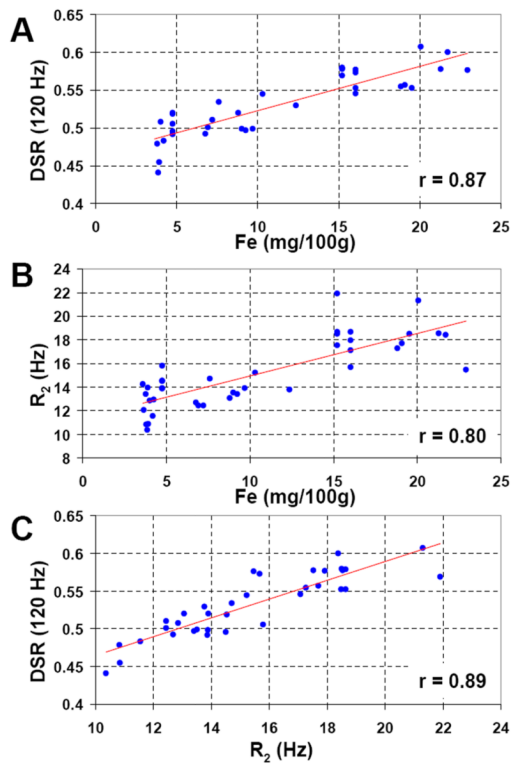 A
0.65
0.6
0.55
0.5
0.45
0.4
DSR (120 Hz)
r = 0.87
0 5 10 15 20 25
Fe (mg/100g)
B
24
22
20
18
16
14
12
10
8
R2 (Hz)
r = 0.80
0 5 10 15 20 25
Fe (mg/100g)
C
0.65
0.6
0.55
0.5
0.45
0.4
DSR (120 Hz)
r = 0.89
10 12 14 16 18 20 22 24
R2 (Hz)